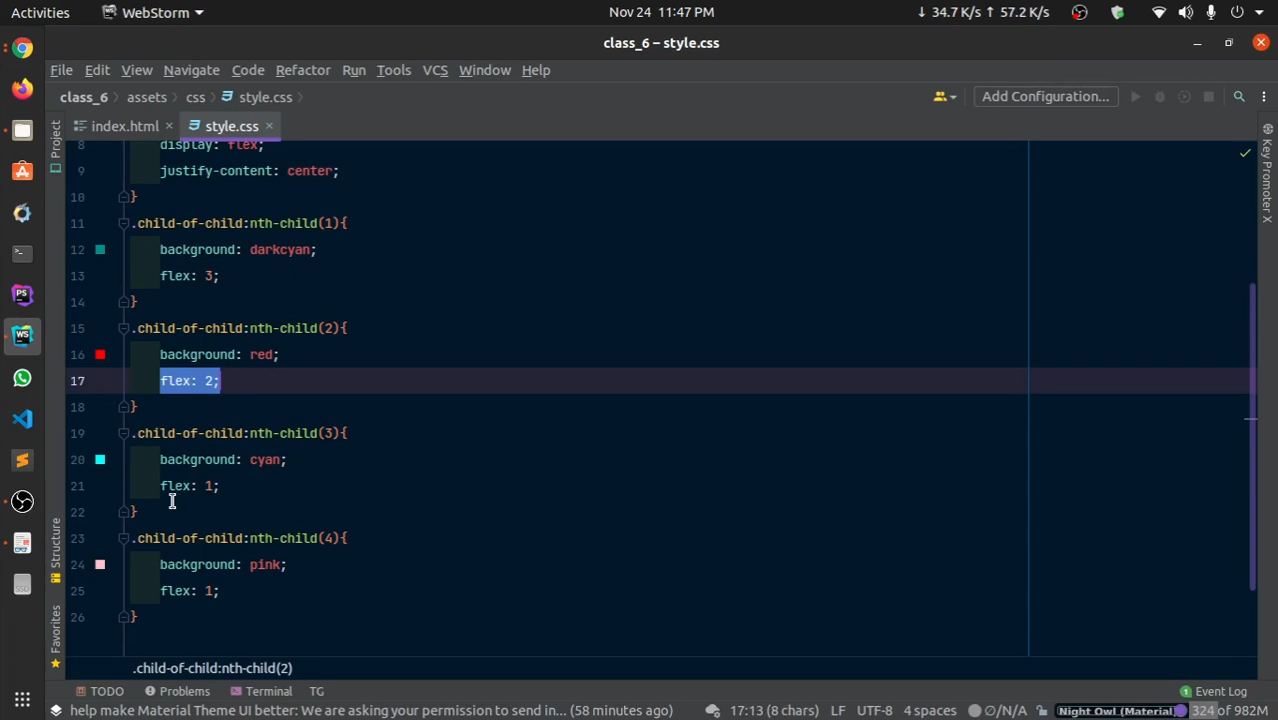 Activities WebStorm Nov 24 11:47 PM ↓ 34.7 K/s ↑ 57.2 K/s
class_6 – style.css
File Edit View Navigate Code Refactor Run Tools VCS Window Help
class_6 assets css style.css Add Configuration...
index.html style.css
Project
Key Promoter X
8 display: flex;
9 justify-content: center;
10 }
11 .child-of-child:nth-child(1){
12 background: darkcyan;
13 flex: 3;
14 }
15 .child-of-child:nth-child(2){
16 background: red;
17 flex: 2;
18 }
19 .child-of-child:nth-child(3){
20 background: cyan;
21 flex: 1;
22 }
23 .child-of-child:nth-child(4){
24 background: pink;
25 flex: 1;
26 }
PS
WS
SSD
Structure
Favorites
.child-of-child:nth-child(2)
TODO Problems Terminal TG 1 Event Log
help make Material Theme UI better: We are asking your permission to send in... (58 minutes ago) 17:13 (8 chars) LF UTF-8 4 spaces ∅/N/A Night Owl (Material) 324 of 982M